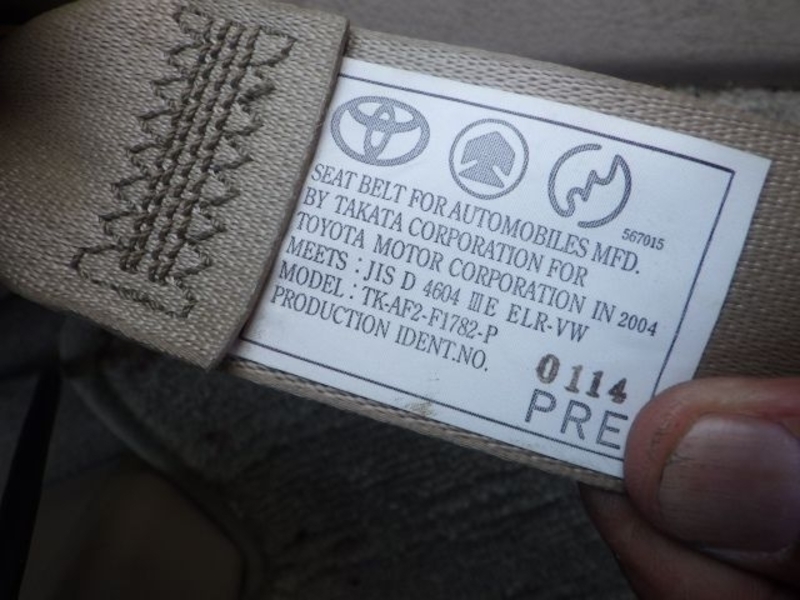 567015
SEAT BELT FOR AUTOMOBILES MFD.
BY TAKATA CORPORATION FOR
TOYOTA MOTOR CORPORATION IN 2004
MEETS : JIS D 4604 ⅢE ELR-VW
MODEL : TK-AF2-F1782-P
PRODUCTION IDENT.NO.
0114
PRE